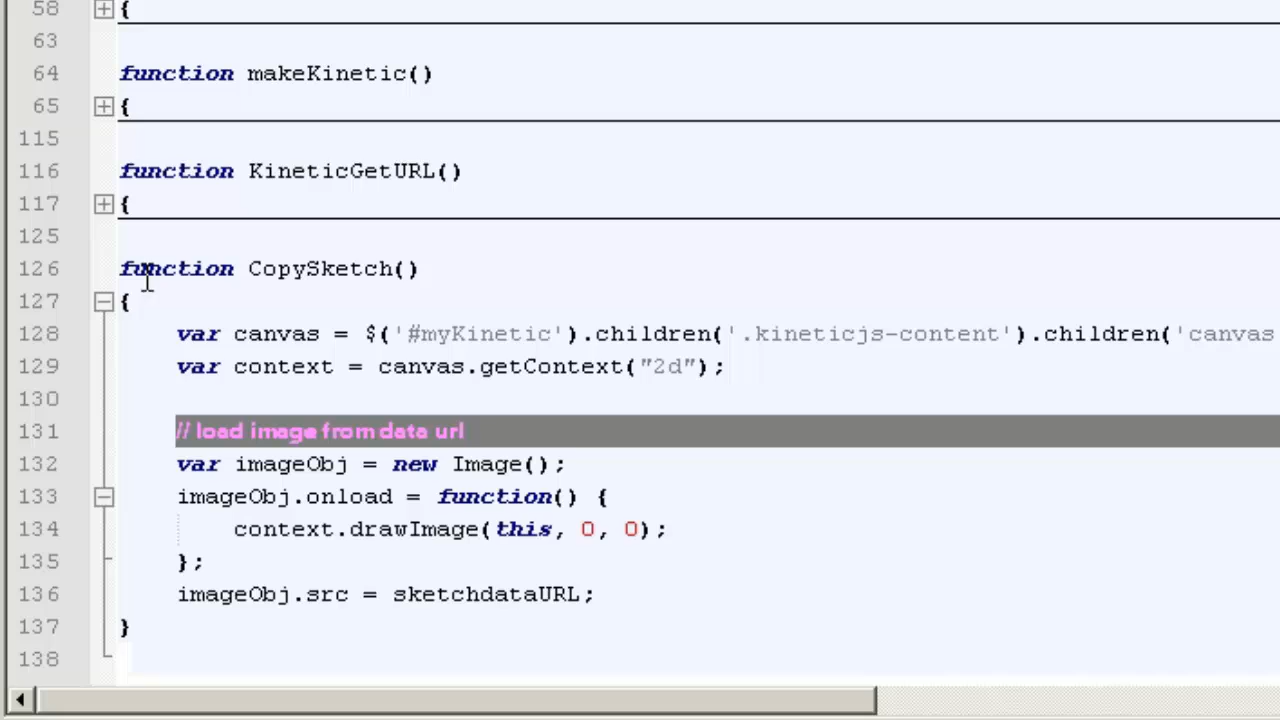 58 {
63
64 function makeKinetic()
65 {
115
116 function KineticGetURL()
117 {
125
126 function CopySketch()
127 {
128 var canvas = $('#myKinetic').children('.kineticjs-content').children('canvas
129 var context = canvas.getContext("2d");
130
131 // load image from data url
132 var imageObj = new Image();
133 imageObj.onload = function() {
134 context.drawImage(this, 0, 0);
135 };
136 imageObj.src = sketchdataURL;
137 }
138